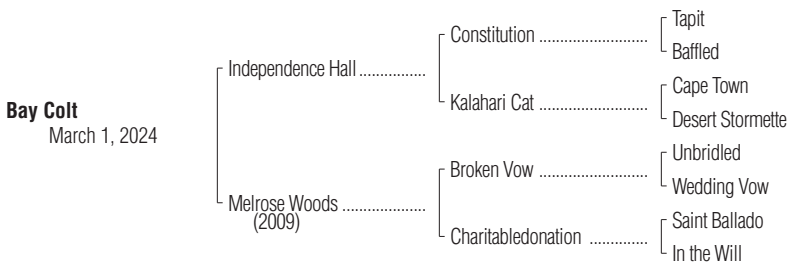 Tapit
Constitution ..........................
Baffled
Independence Hall ................
Cape Town
Kalahari Cat ..........................
Desert Stormette
Bay Colt
March 1, 2024
Unbridled
Broken Vow ..........................
Wedding Vow
Melrose Woods ....................
(2009)
Saint Ballado
Charitabledonation ..............
In the Will